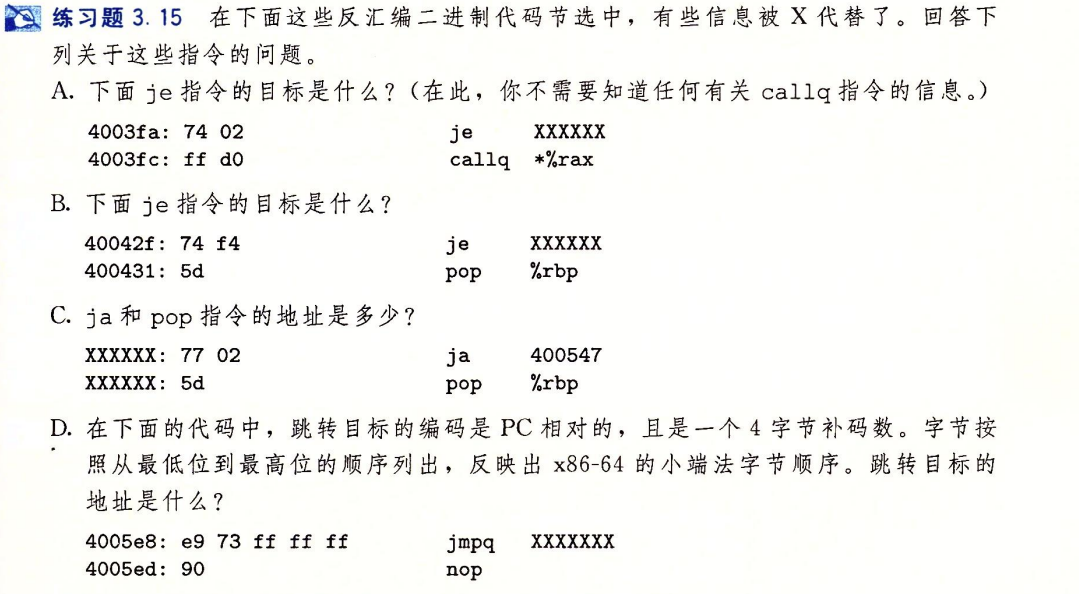 练习题 3.15 在下面这些反汇编二进制代码节选中，有些信息被 X 代替了。回答下
列关于这些指令的问题。
A. 下面 je 指令的目标是什么？（在此，你不需要知道任何有关 callq 指令的信息。）
4003fa: 74 02 je XXXXXX
4003fc: ff d0 callq *%rax
B. 下面 je 指令的目标是什么？
40042f: 74 f4 je XXXXXX
400431: 5d pop %rbp
C. ja 和 pop 指令的地址是多少？
XXXXXX: 77 02 ja 400547
XXXXXX: 5d pop %rbp
D. 在下面的代码中，跳转目标的编码是 PC 相对的，且是一个 4 字节补码数。字节按
照从最低位到最高位的顺序列出，反映出 x86-64 的小端法字节顺序。跳转目标的
地址是什么？
4005e8: e9 73 ff ff ff jmpq XXXXXXX
4005ed: 90 nop